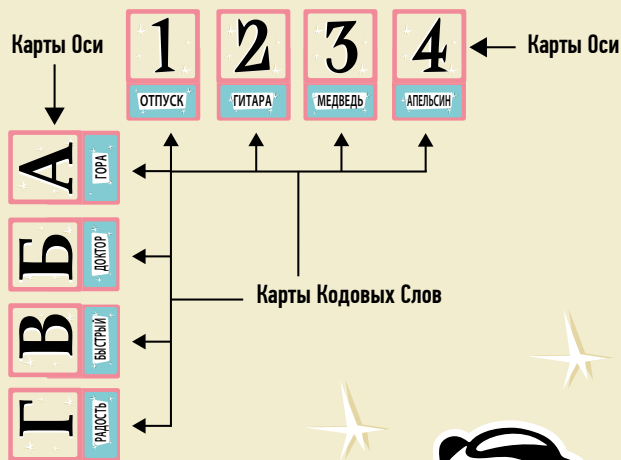 Карты Оси
1 2 3 4
Карты Оси
ОТПУСК ГИТАРА МЕДВЕДЬ АПЕЛЬСИН
А ГОРА
Б ДОКТОР
Карты Кодовых Слов
В БЫСТРЫЙ
Г РАДОСТЬ